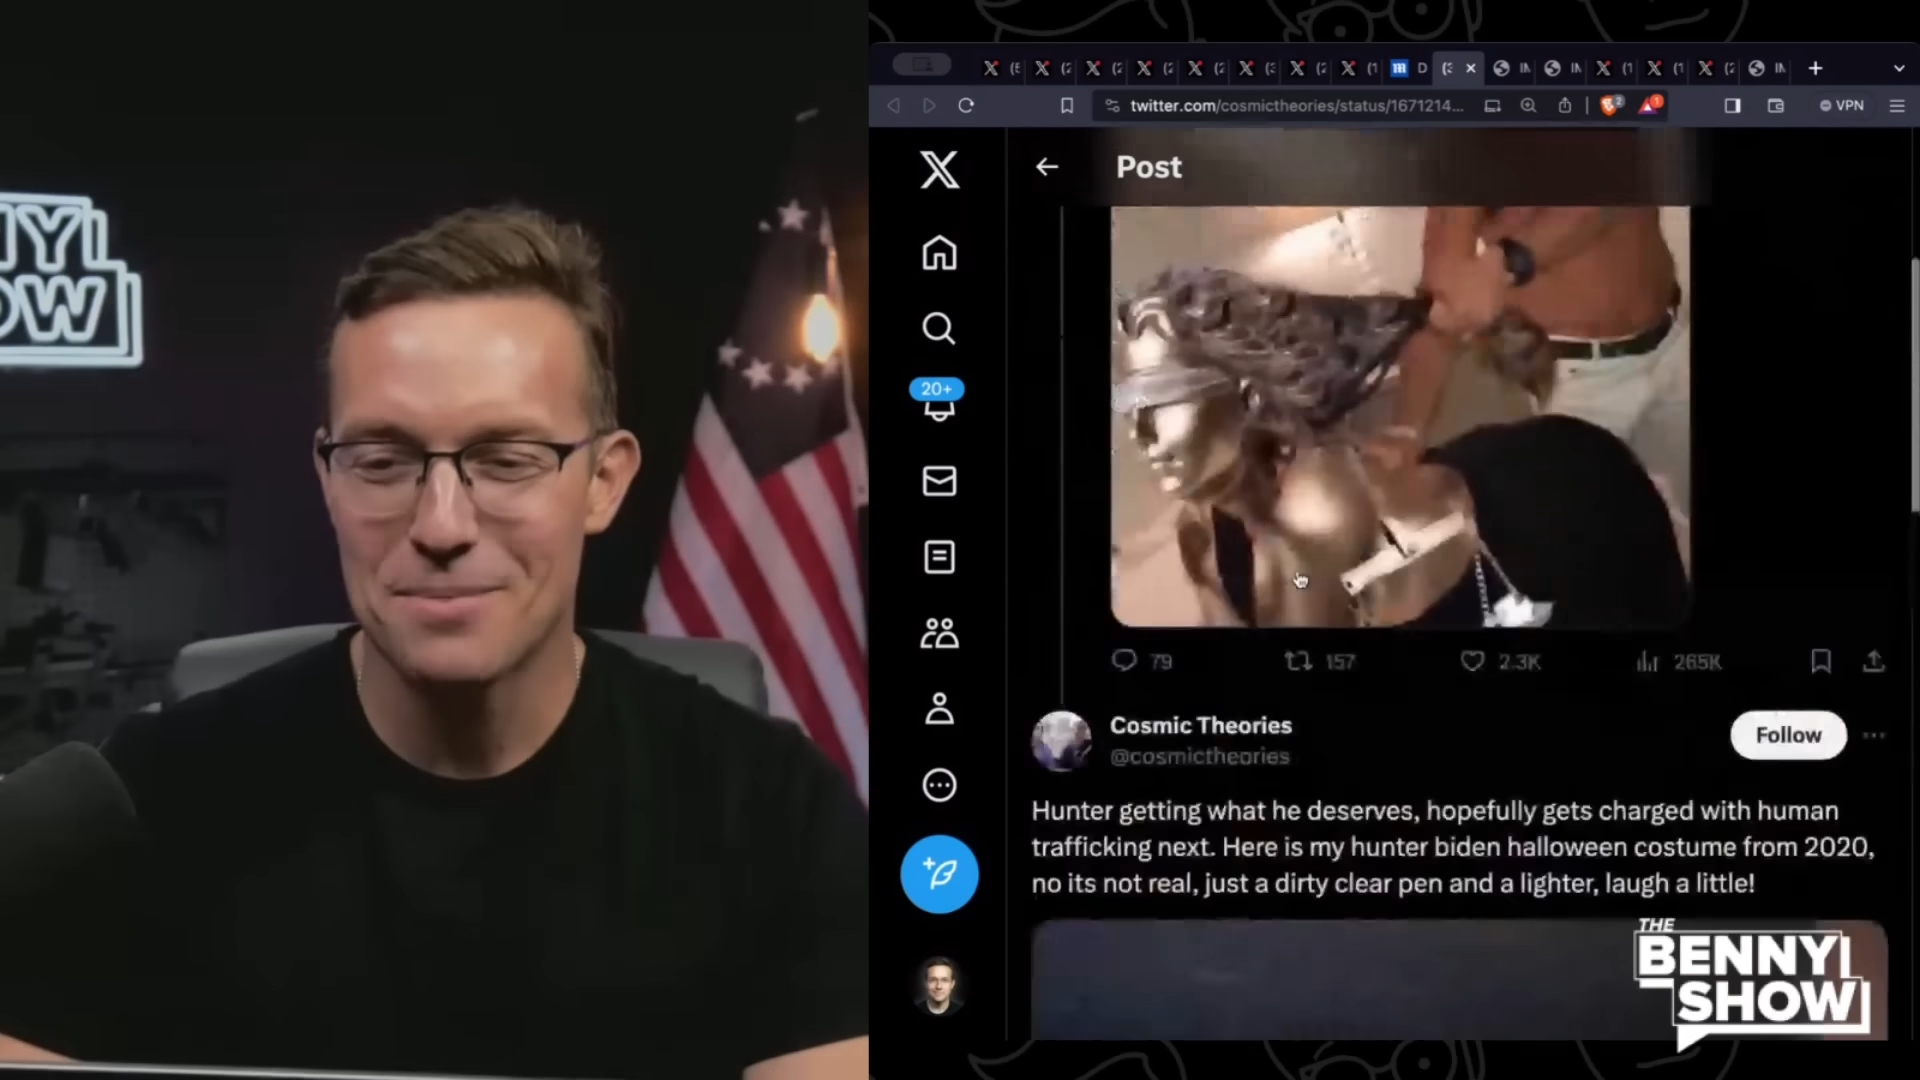 NY
OW
twitter.com/cosmictheories/status/1671214...
VPN
Post
20+
79
157
2.3K
265K
Cosmic Theories
@cosmictheories
Follow
Hunter getting what he deserves, hopefully gets charged with human
trafficking next. Here is my hunter biden halloween costume from 2020,
no its not real, just a dirty clear pen and a lighter, laugh a little!
THE
BENNY
SHOW